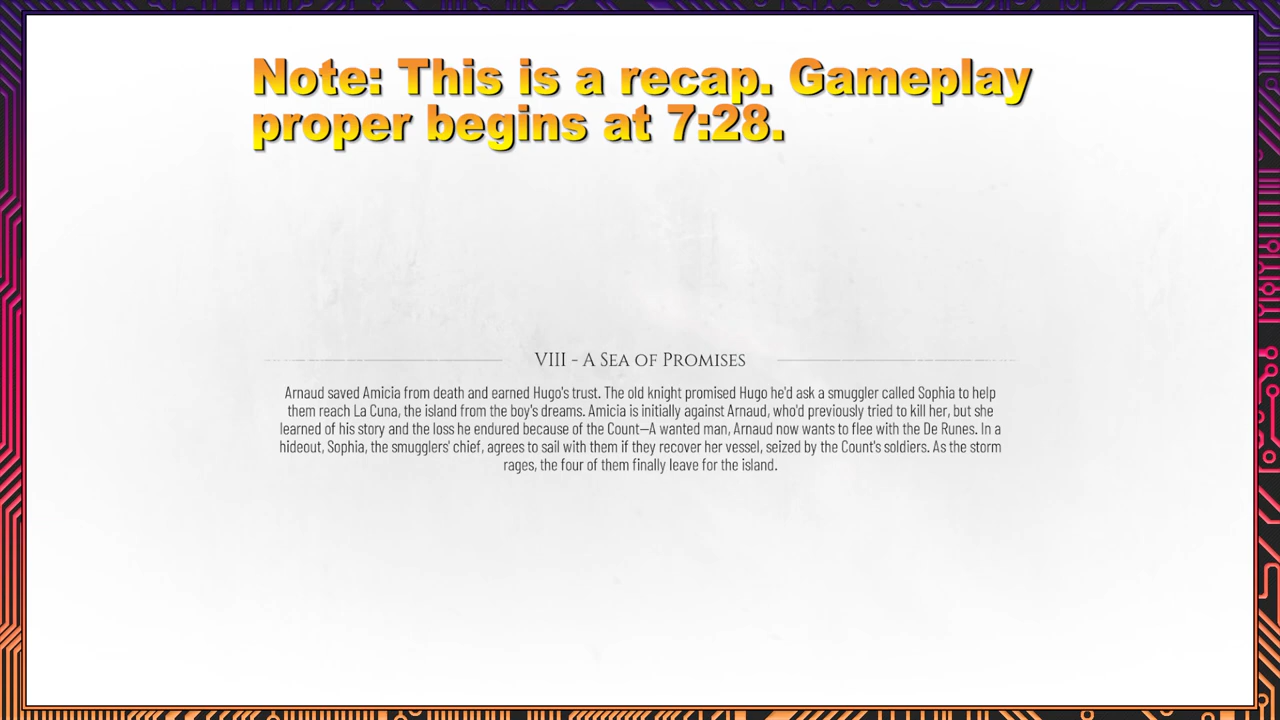 Note: This is a recap. Gameplay
proper begins at 7:28.
VIII - A Sea of Promises
Arnaud saved Amicia from death and earned Hugo's trust. The old knight promised Hugo he'd ask a smuggler called Sophia to help
them reach La Cuna, the island from the boy's dreams. Amicia is initially against Arnaud, who'd previously tried to kill her, but she
learned of his story and the loss he endured because of the Count—A wanted man, Arnaud now wants to flee with the De Runes. In a
hideout, Sophia, the smugglers' chief, agrees to sail with them if they recover her vessel, seized by the Count's soldiers. As the storm
rages, the four of them finally leave for the island.